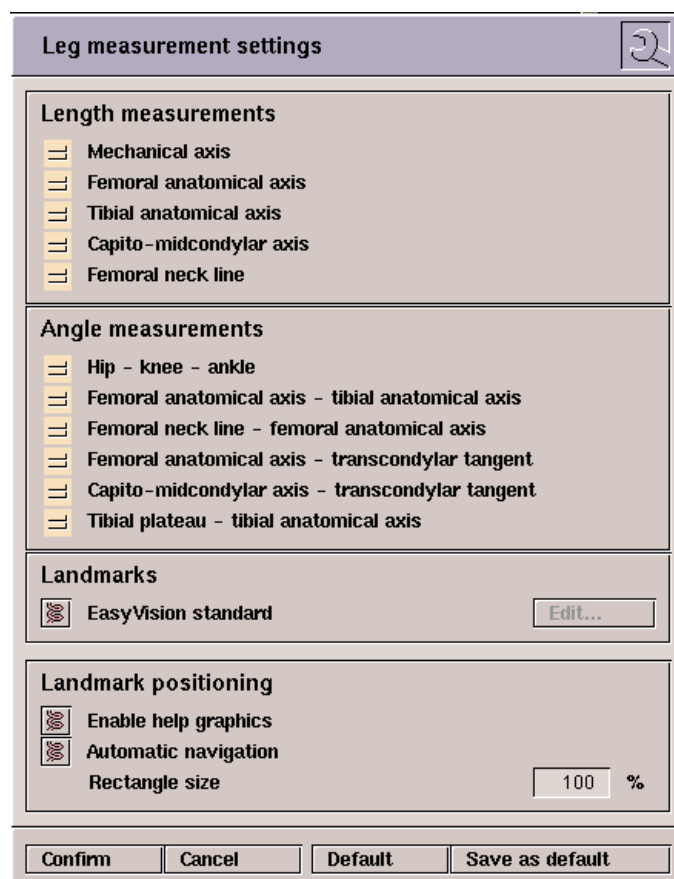 Leg measurement settings
Length measurements
Mechanical axis
Femoral anatomical axis
Tibial anatomical axis
Capito-midcondylar axis
Femoral neck line
Angle measurements
Hip - knee - ankle
Femoral anatomical axis - tibial anatomical axis
Femoral neck line - femoral anatomical axis
Femoral anatomical axis - transcondylar tangent
Capito-midcondylar axis - transcondylar tangent
Tibial plateau - tibial anatomical axis
Landmarks
EasyVision standard Edit...
Landmark positioning
Enable help graphics
Automatic navigation
Rectangle size 100 %
Confirm Cancel Default Save as default